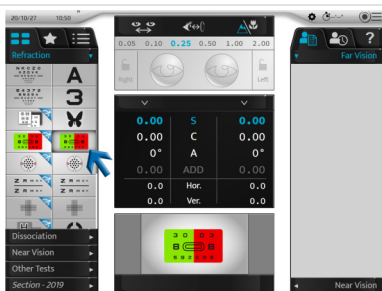 20/10/27 10:50
Refraction
A
3
Dissociation
Near Vision
Other Tests
Section - 2019
0.05 0.10 0.25 0.50 1.00 2.00
Right Left
0.00 S 0.00
0.00 C 0.00
0° A 0°
0.00 ADD 0.00
0.0 Hor. 0.0
0.0 Ver. 0.0
8
?
Far Vision
Near Vision